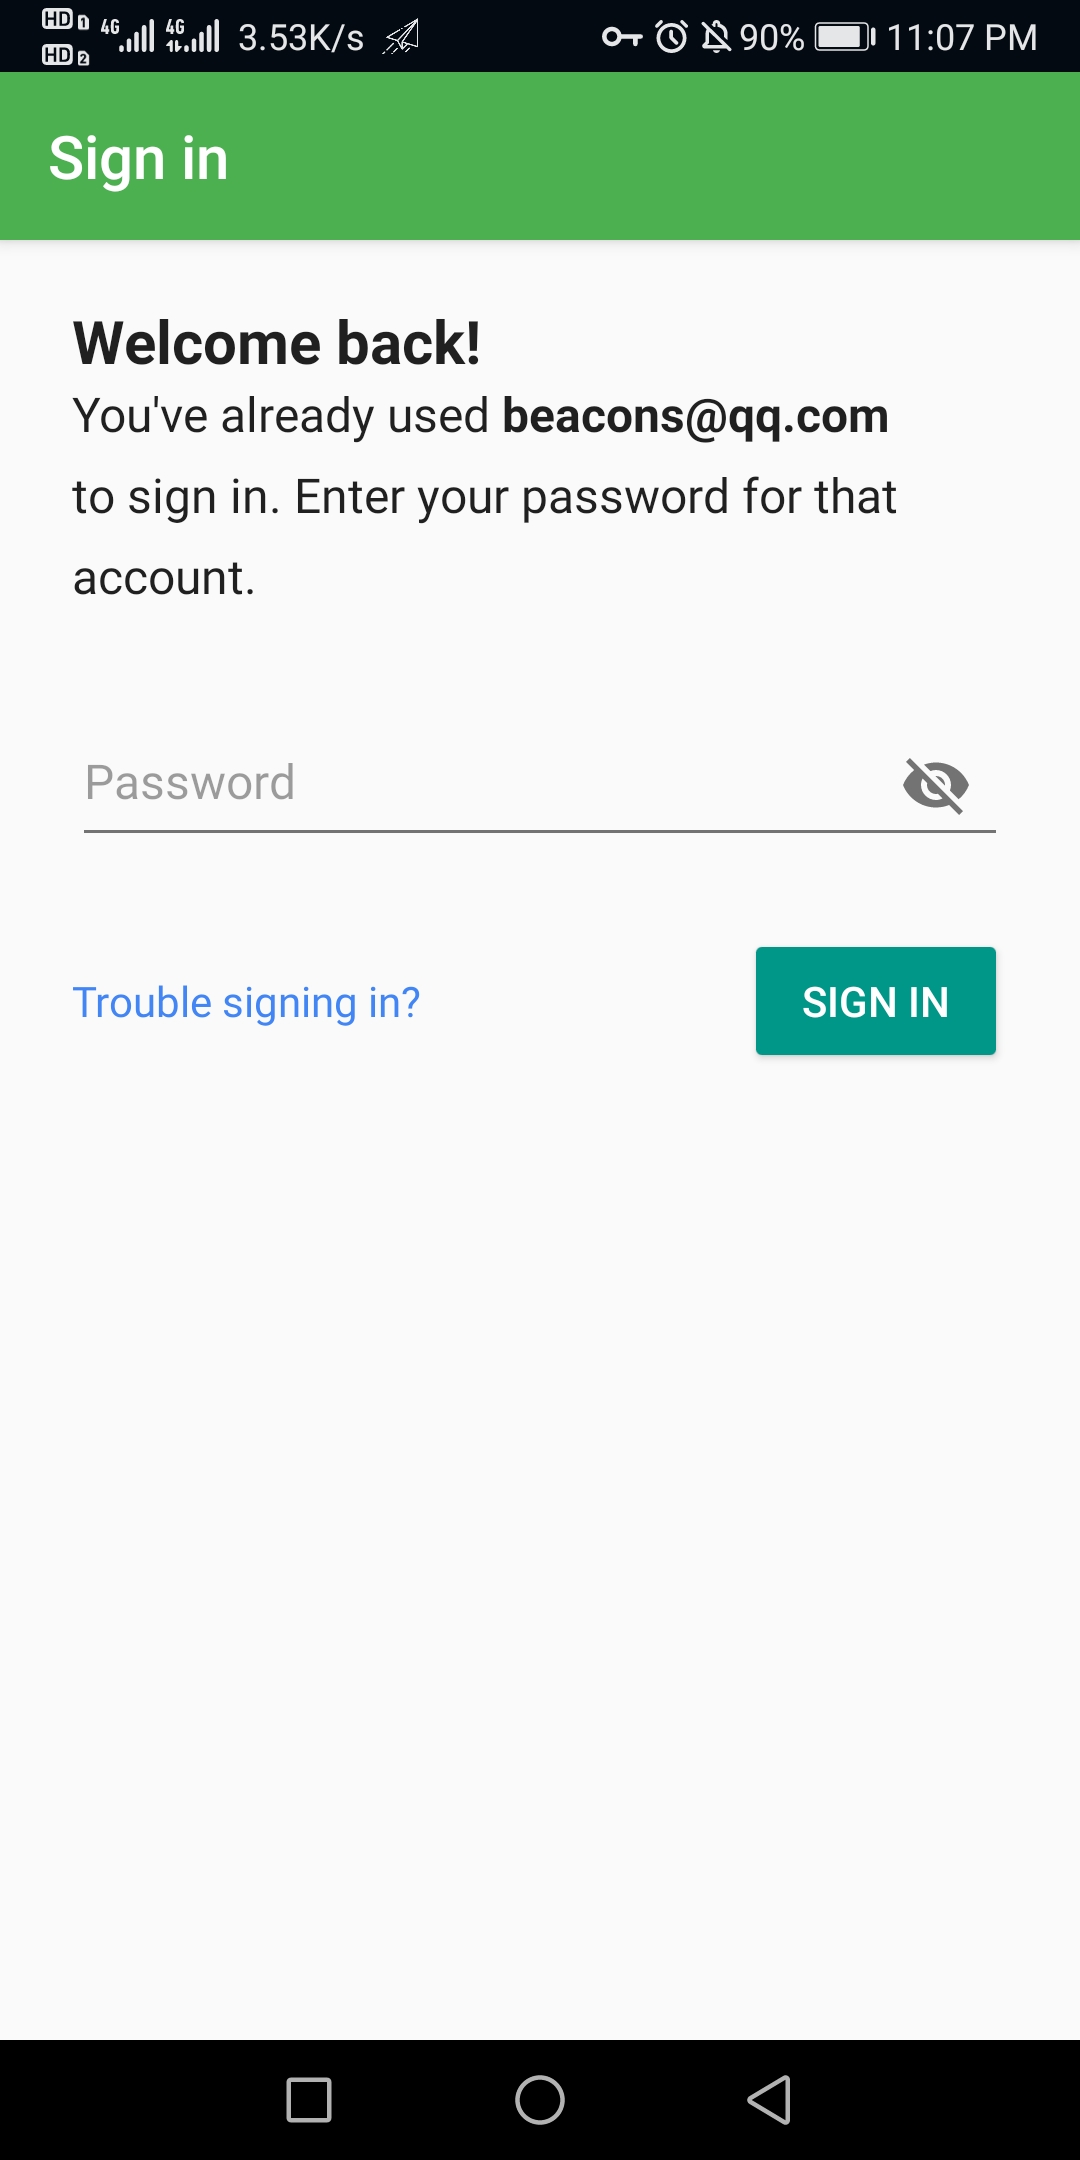 HD 1 4G 4G 3.53K/s 90% 11:07 PM
HD 2
Sign in
Welcome back!
You've already used beacons@qq.com
to sign in. Enter your password for that
account.
Password
Trouble signing in? SIGN IN